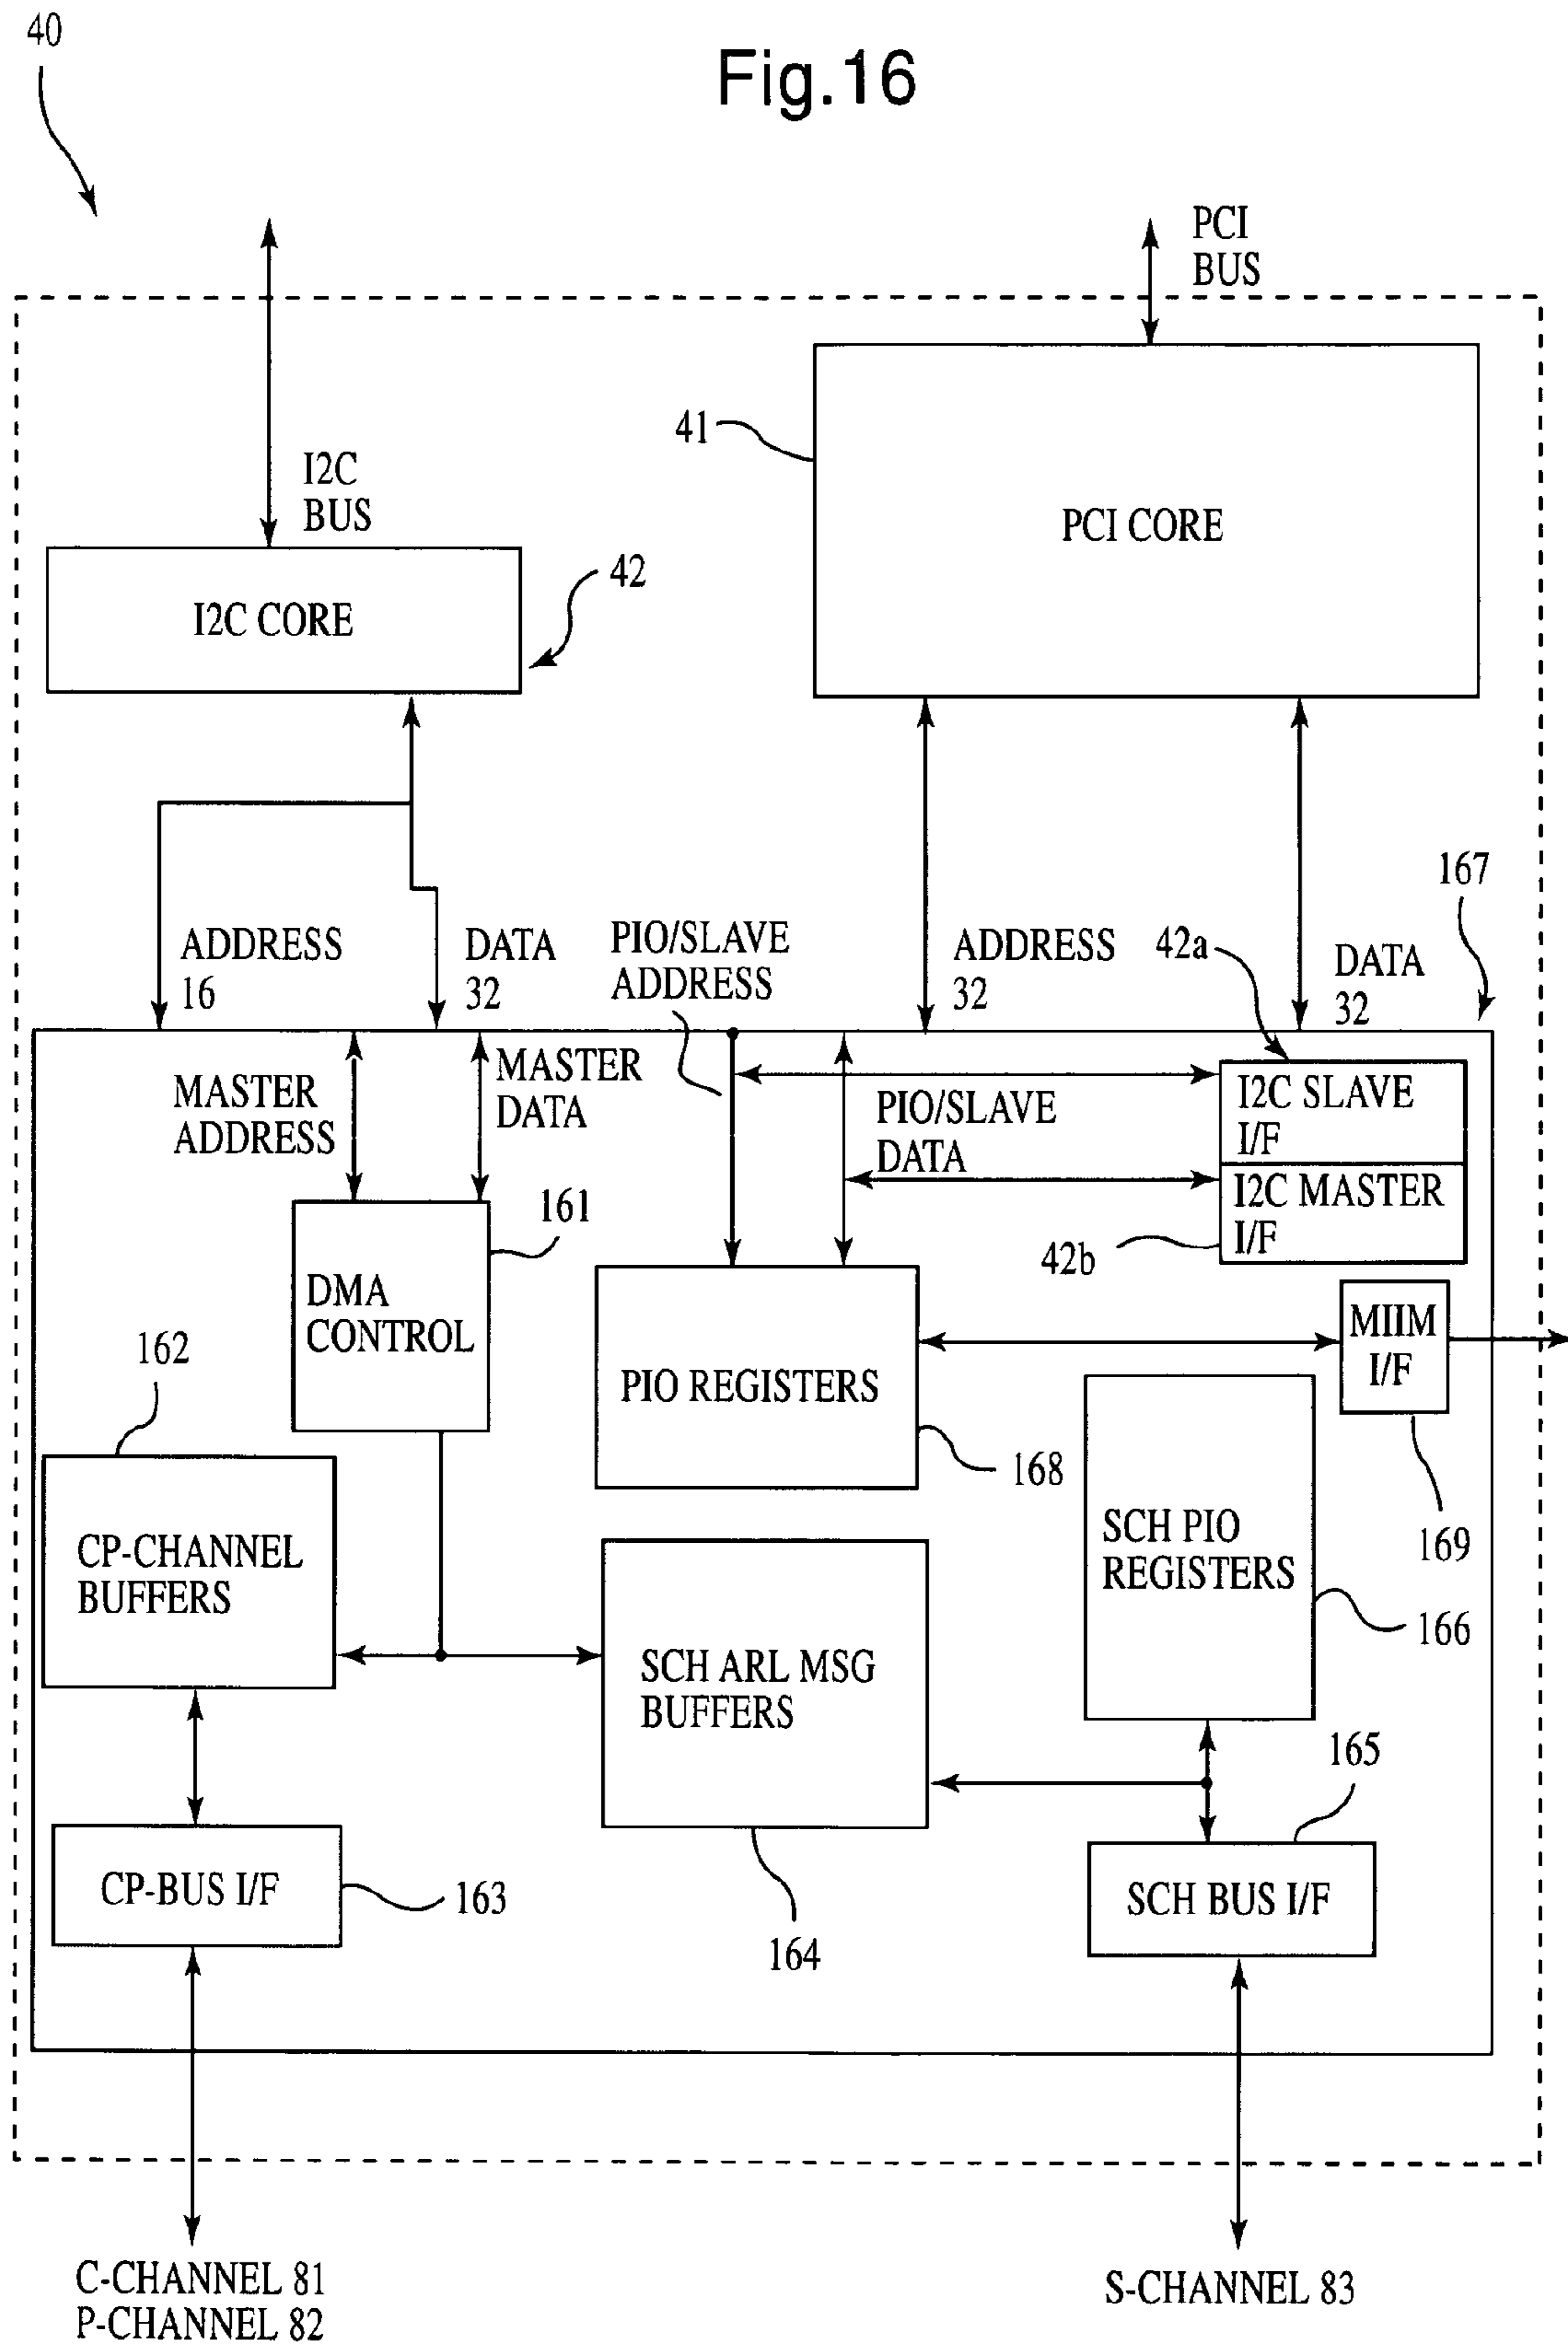 40
Fig.16
PCI
BUS
41
I2C
BUS
PCI CORE
42
I2C CORE
167
ADDRESS
16
DATA
32
PIO/SLAVE
ADDRESS
ADDRESS
32
42a
DATA
32
MASTER
ADDRESS
MASTER
DATA
PIO/SLAVE
DATA
I2C SLAVE
I/F
I2C MASTER
I/F
42b
161
DMA
CONTROL
162
PIO REGISTERS
168
MIIM
I/F
169
CP-CHANNEL
BUFFERS
SCH PIO
REGISTERS
166
SCH ARL MSG
BUFFERS
165
CP-BUS I/F
163
164
SCH BUS I/F
C-CHANNEL 81
P-CHANNEL 82
S-CHANNEL 83